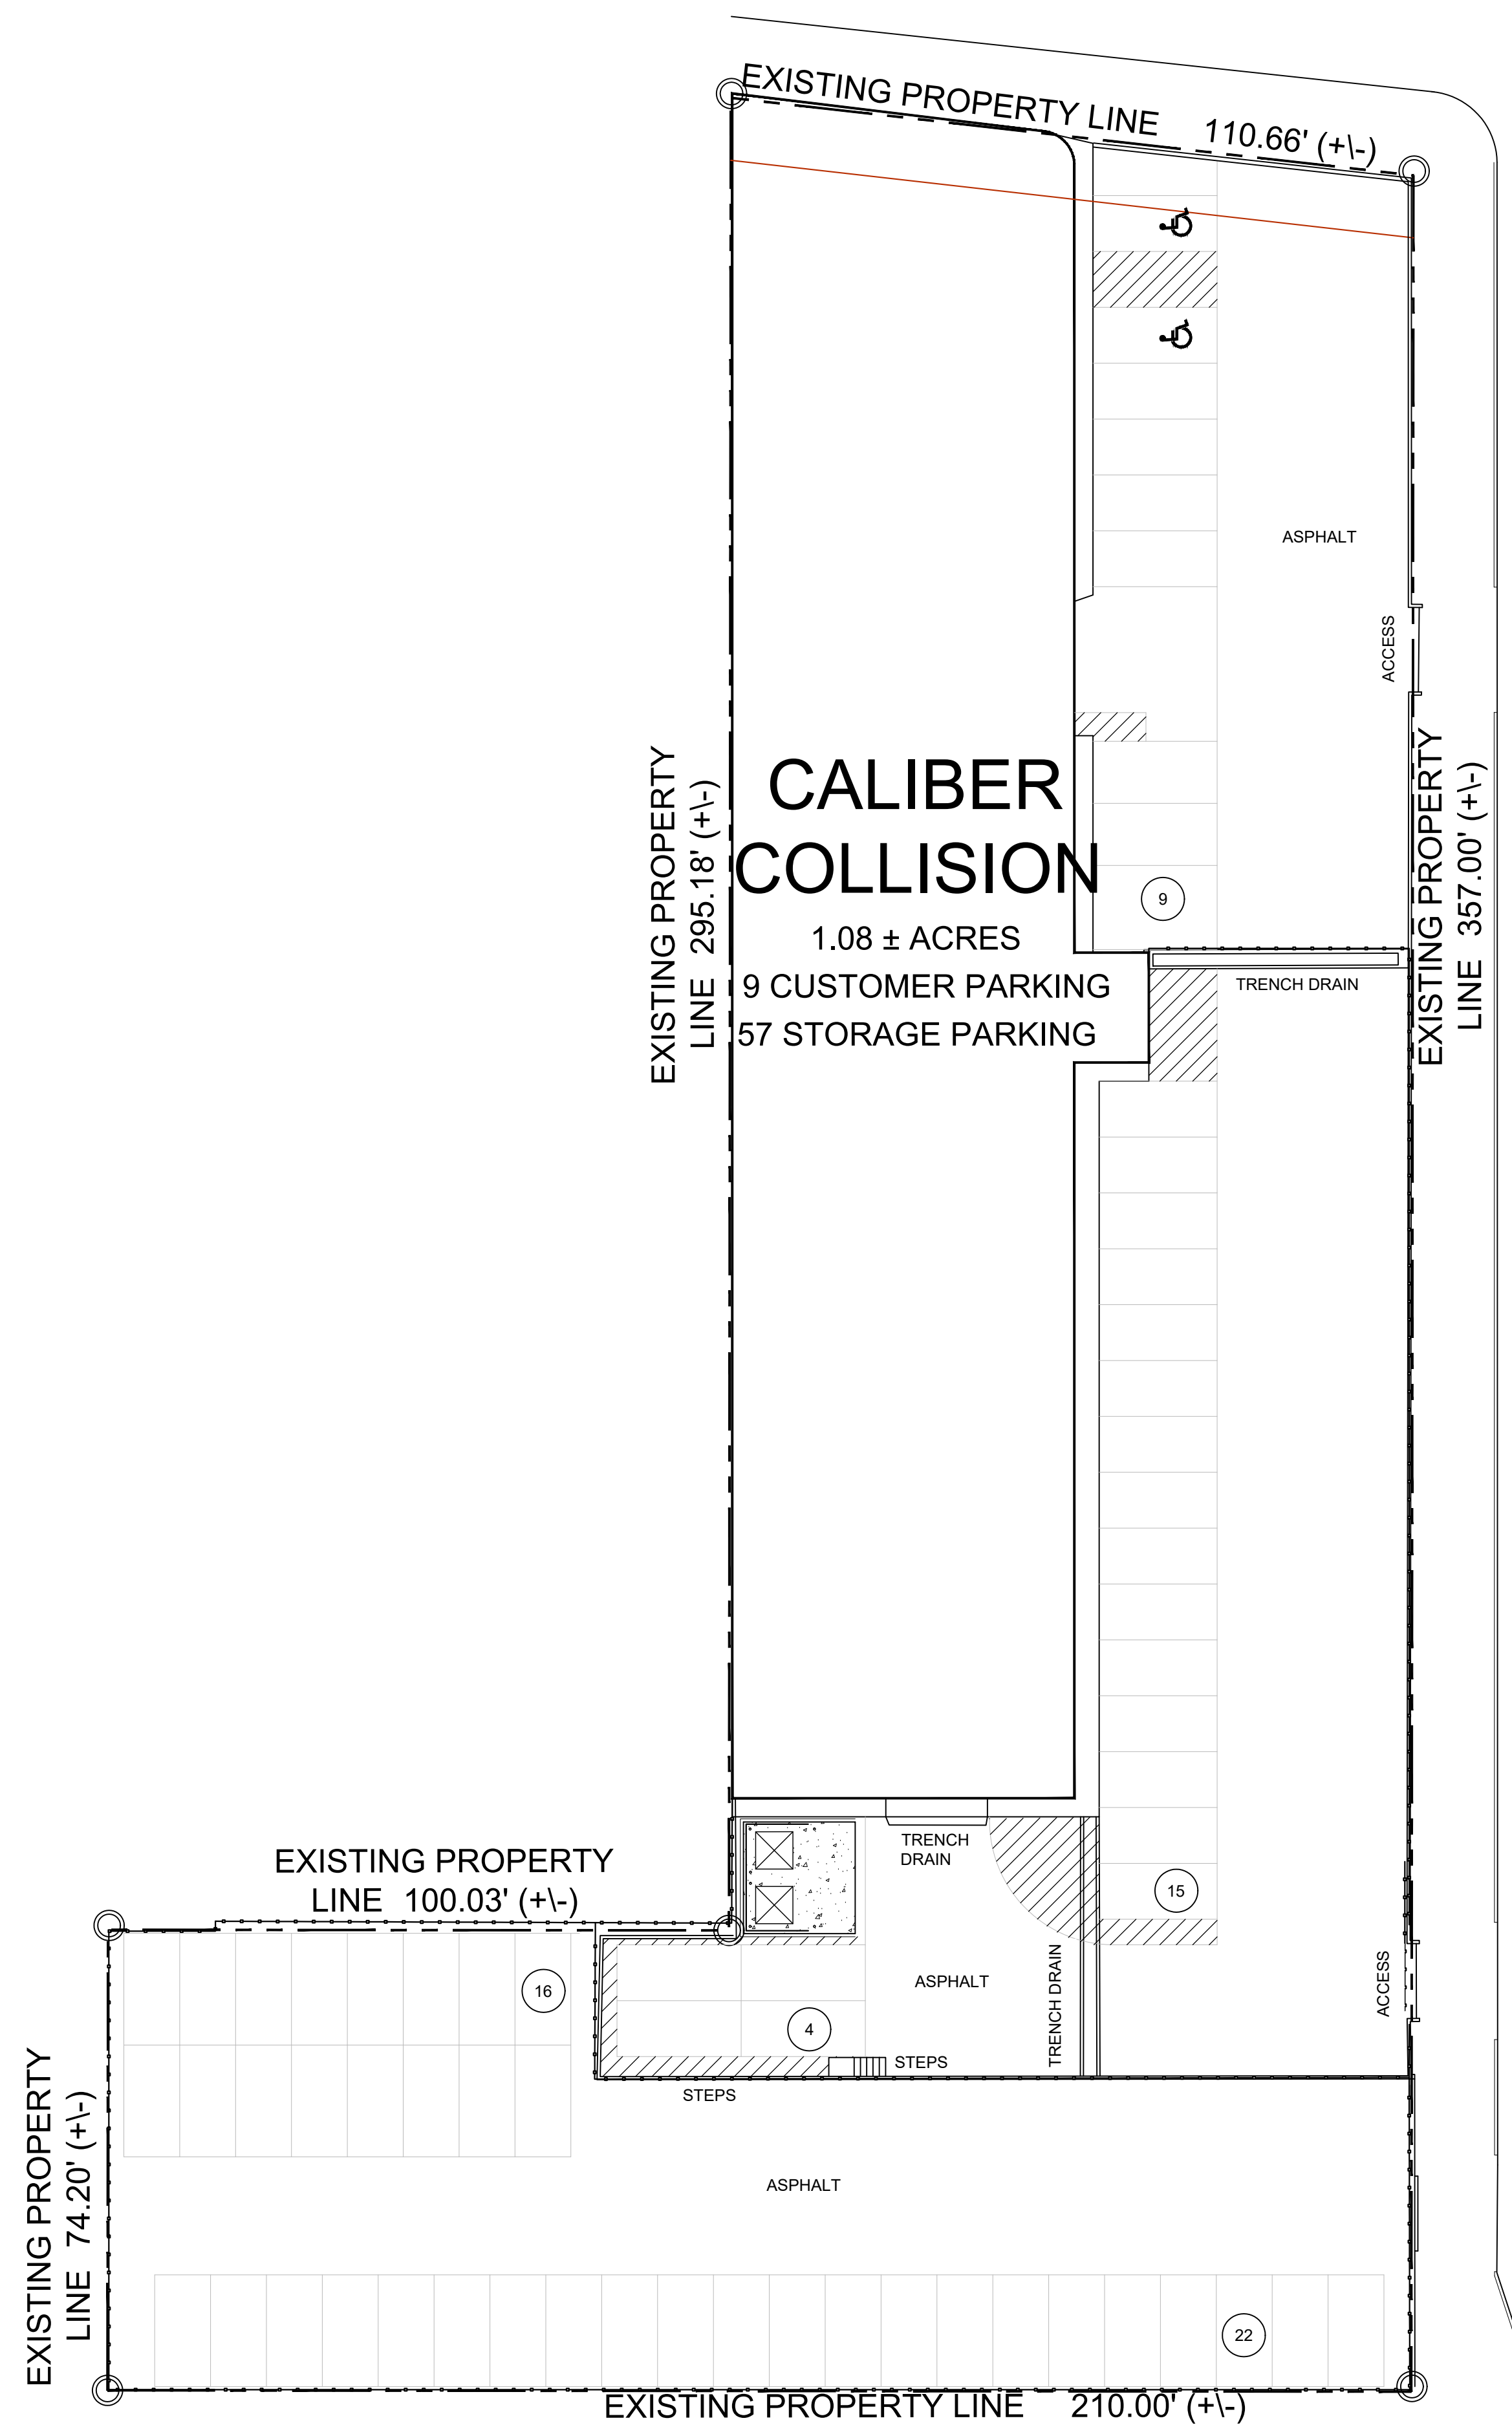 EXISTING PROPERTY LINE 110.66' (+\-)
ASPHALT
ACCESS
EXISTING PROPERTY
LINE 295.18' (+\-)
CALIBER
COLLISION
1.08 ± ACRES
9 CUSTOMER PARKING
57 STORAGE PARKING
9
EXISTING PROPERTY
LINE 357.00' (+\-)
TRENCH DRAIN
TRENCH
DRAIN
15
EXISTING PROPERTY
LINE 100.03' (+\-)
16
ASPHALT
TRENCH DRAIN
ACCESS
4
STEPS
STEPS
EXISTING PROPERTY
LINE 74.20' (+\-)
ASPHALT
22
EXISTING PROPERTY LINE 210.00' (+\-)